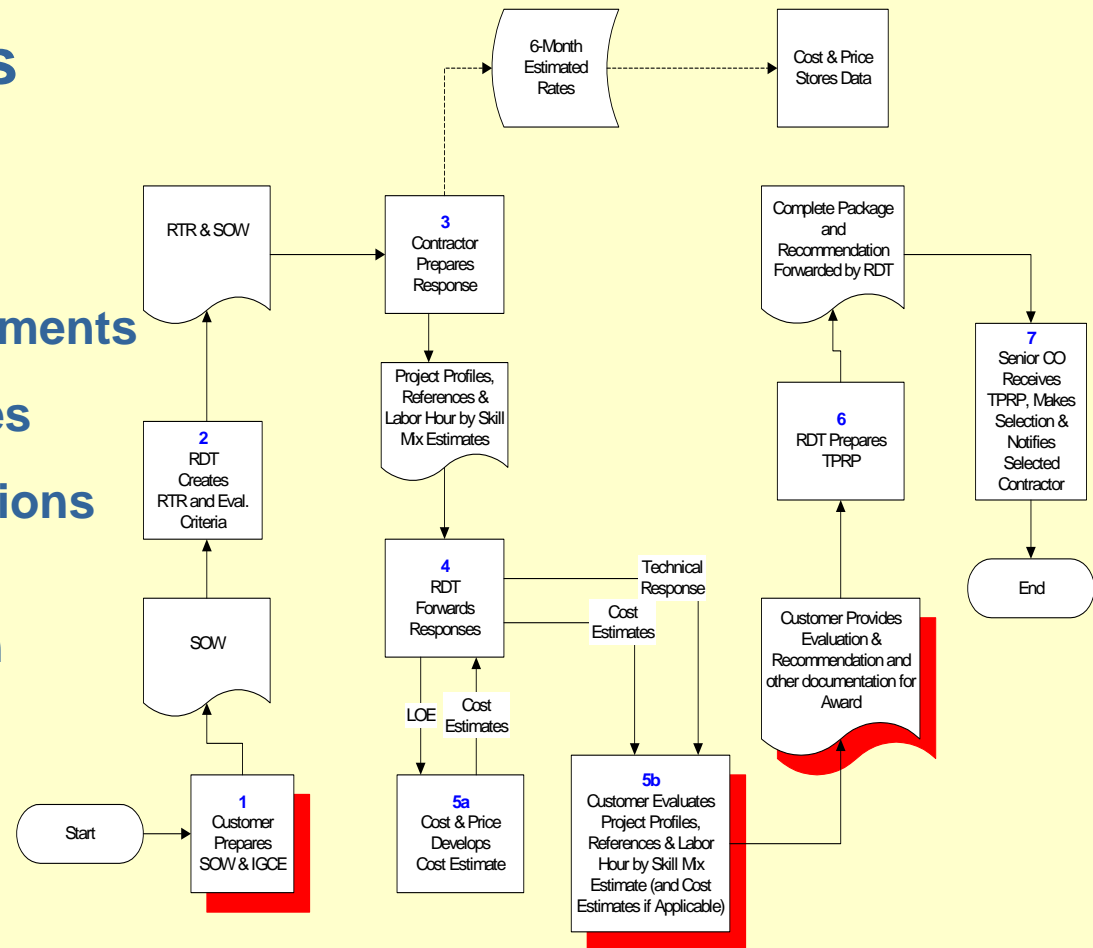 s
ments
es
ions
n
6-Month
Estimated
Rates
Cost & Price
Stores Data
RTR & SOW
3
Contractor
Prepares
Response
Complete Package
and
Recommendation
Forwarded by RDT
Project Profiles,
References &
Labor Hour by Skill
Mix Estimates
7
Senior CO
Receives
TPRP, Makes
Selection &
Notifies
Selected
Contractor
2
RDT
Creates
RTR and Eval.
Criteria
6
RDT Prepares
TPRP
4
RDT
Forwards
Responses
Technical
Response
Cost
Estimates
End
SOW
Customer Provides
Evaluation &
Recommendation and
other documentation for
Award
LOE
Cost
Estimates
Start
1
Customer
Prepares
SOW & IGCE
5a
Cost & Price
Develops
Cost Estimate
5b
Customer Evaluates
Project Profiles,
References & Labor
Hour by Skill Mix
Estimate (and Cost
Estimates if Applicable)